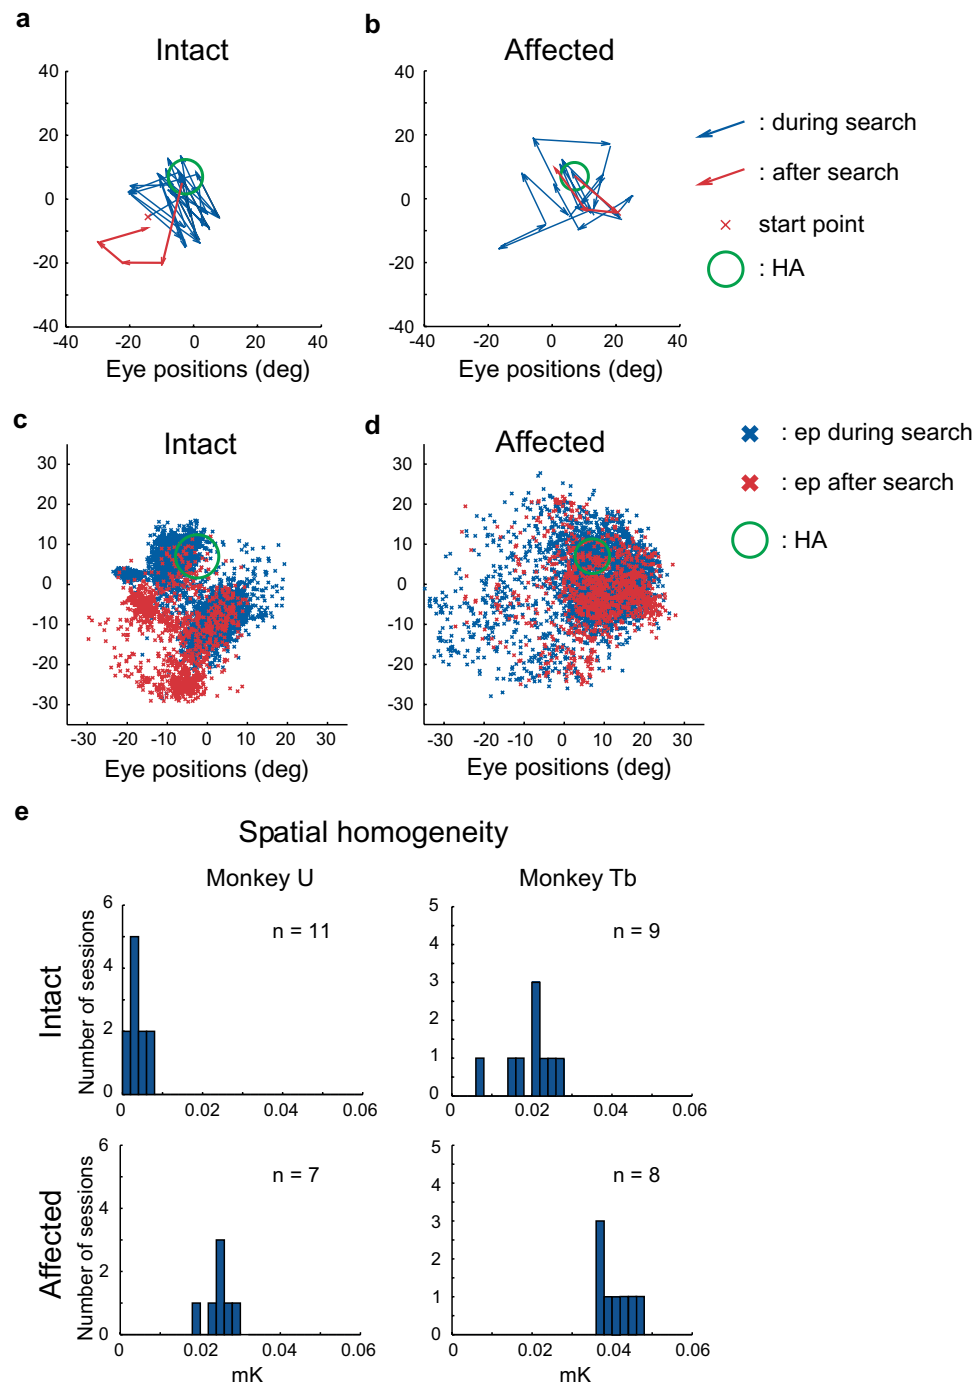 a
Intact
b
Affected
40
20
0
-20
-40
-40 -20 0 20 40
Eye positions (deg)
40
20
0
-20
-40
-40 -20 0 20 40
Eye positions (deg)
: during search
: after search
start point
: HA
c
Intact
d
Affected
30
20
10
0
-10
-20
-30
-30 -20 -10 0 10 20 30
Eye positions (deg)
30
20
10
0
-10
-20
-30
-30 -20 -10 0 10 20 30
Eye positions (deg)
: ep during search
: ep after search
: HA
e
Spatial homogeneity
Monkey U
Monkey Tb
Intact
Number of sessions
6
4
2
0
n = 11
0 0.02 0.04 0.06
5
4
3
2
1
0
n = 9
0 0.02 0.04 0.06
Affected
Number of sessions
6
4
2
0
n = 7
0 0.02 0.04 0.06
mK
5
4
3
2
1
0
n = 8
0 0.02 0.04 0.06
mK